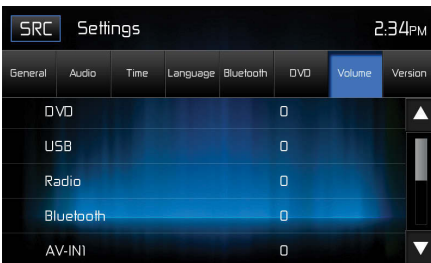 SRC Settings 2:34PM
General Audio Time Language Bluetooth DVD Volume Version
DVD 0
USB 0
Radio 0
Bluetooth 0
AV-IN1 0